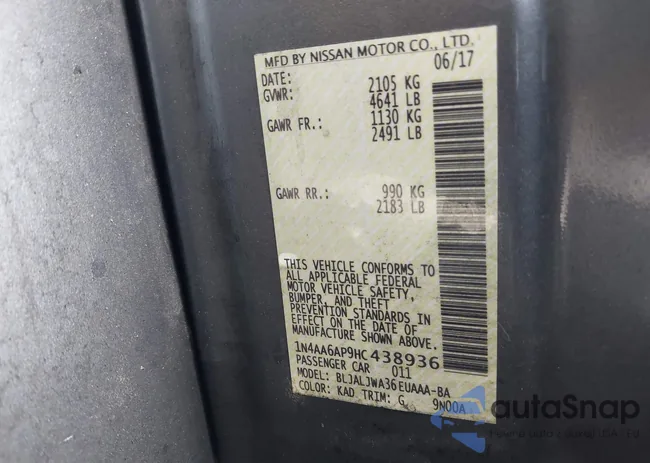 MFD BY NISSAN MOTOR CO., LTD.
DATE: 06/17
GVWR: 2105 KG
4641 LB
GAWR FR.: 1130 KG
2491 LB
GAWR RR.: 990 KG
2183 LB
THIS VEHICLE CONFORMS TO
ALL APPLICABLE FEDERAL
MOTOR VEHICLE SAFETY,
BUMPER, AND THEFT
PREVENTION STANDARDS IN
EFFECT ON THE DATE OF
MANUFACTURE SHOWN ABOVE.
1N4AA6AP9HC438936
PASSENGER CAR 011
MODEL: BLJALJWA36EUAAA-BA
COLOR: KAD TRIM: G 9N00A
autaSnap